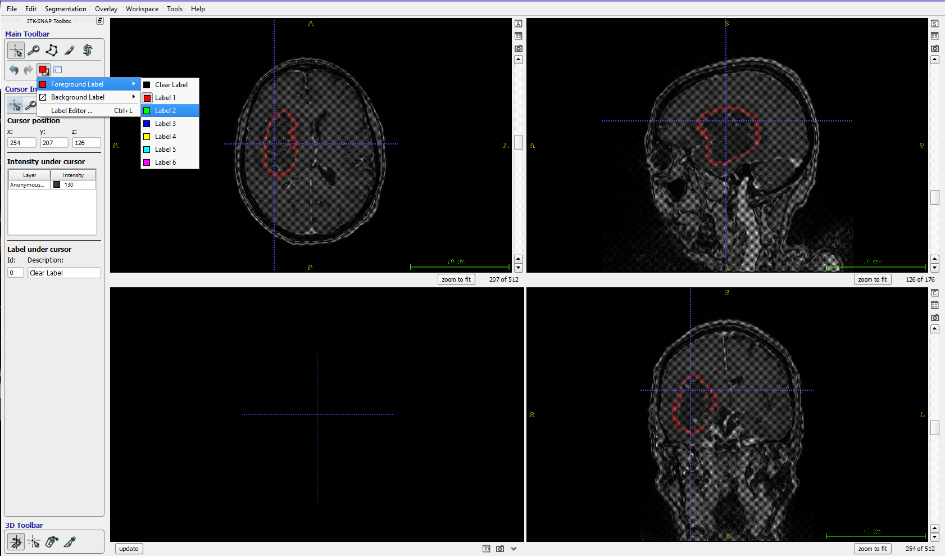 File Edit Segmentation Overlay Workspace Tools Help
ITK-SNAP Toolbox
Main Toolbar
Foreground Label
Background Label
Label Editor ... Ctrl+L
Clear Label
Label 1
Label 2
Label 3
Label 4
Label 5
Label 6
Cursor In
Cursor position
x: y: z:
254 207 126
Intensity under cursor
Layer Intensity
Anonymous... 130
Label under cursor
Id: Description:
0 Clear Label
3D Toolbar
A
R
L
P
10 cm
zoom to fit 207 of 512
S
A
P
zoom to fit 126 of 176
update
S
R
L
zoom to fit 254 of 512